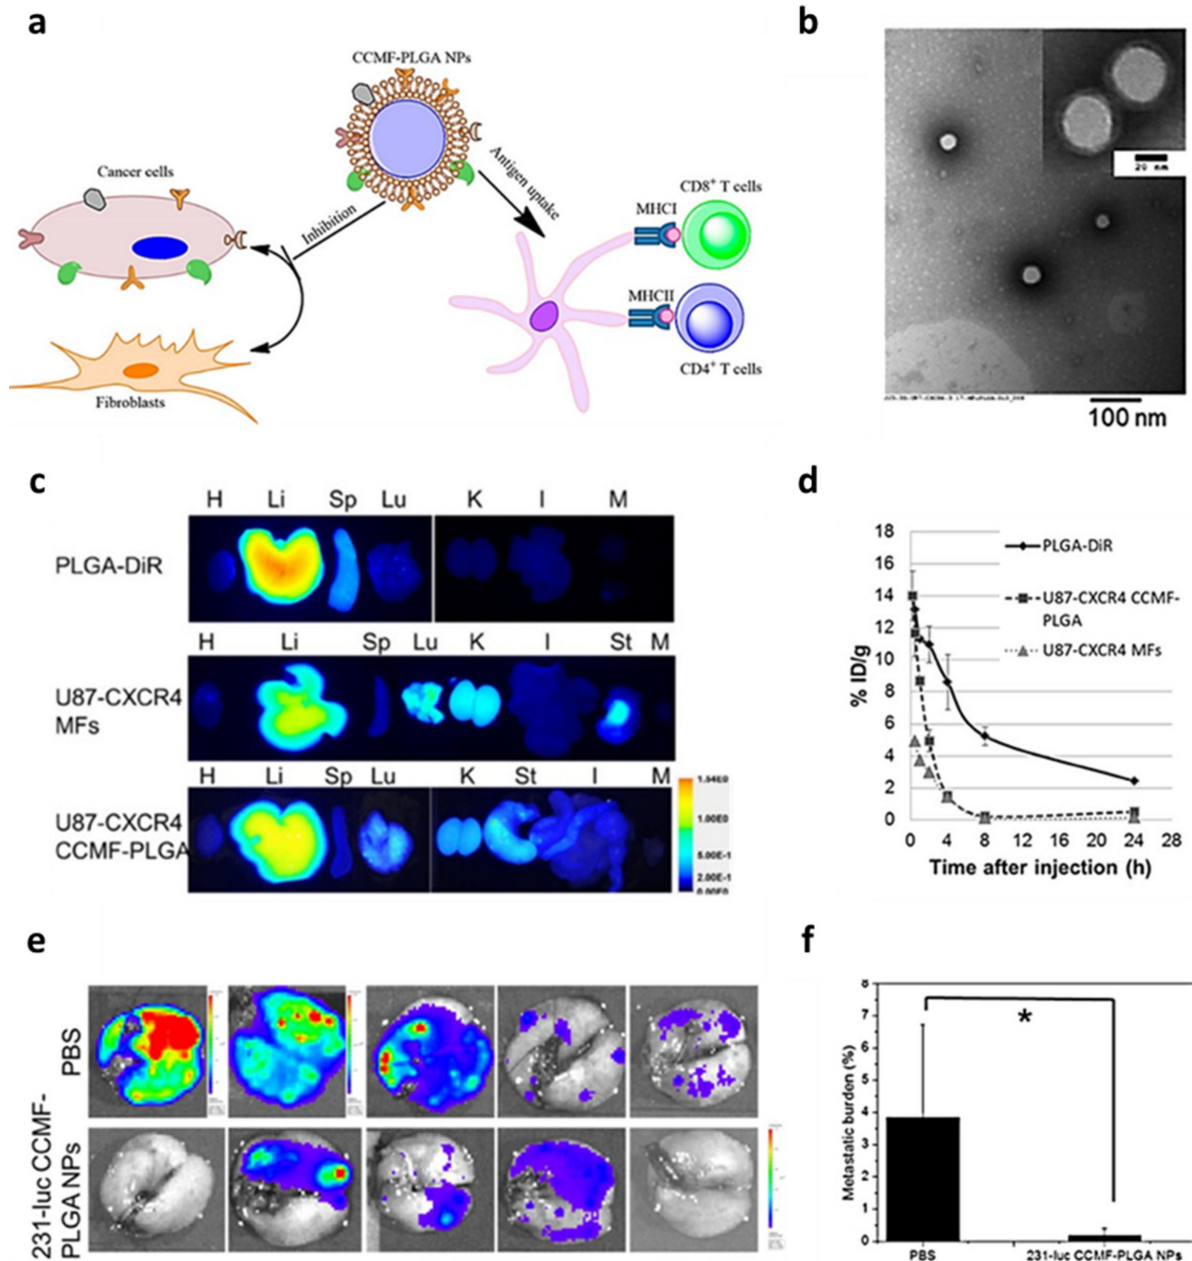 a
CCMF-PLGA NPs
Cancer cells
Inhibition
Antigen uptake
CD8+ T cells
MHCI
MHCII
CD4+ T cells
Fibroblasts
b
20 nm
100 nm
c
H Li Sp Lu K I M
PLGA-DiR
H Li Sp Lu K I St M
U87-CXCR4
MFs
H Li Sp Lu K St I M
U87-CXCR4
CCMF-PLGA
1.00E0
5.00E-1
2.00E-1
0.00E0
d
18
16
14
12
10
8
6
4
2
0
% ID/g
PLGA-DiR
U87-CXCR4 CCMF-
PLGA
U87-CXCR4 MFs
0 4 8 12 16 20 24 28
Time after injection (h)
e
PBS
231-luc CCMF-
PLGA NPs
f
8
7
6
5
4
3
2
1
0
Metastatic burden (%)
*
PBS
231-luc CCMF-PLGA NPs